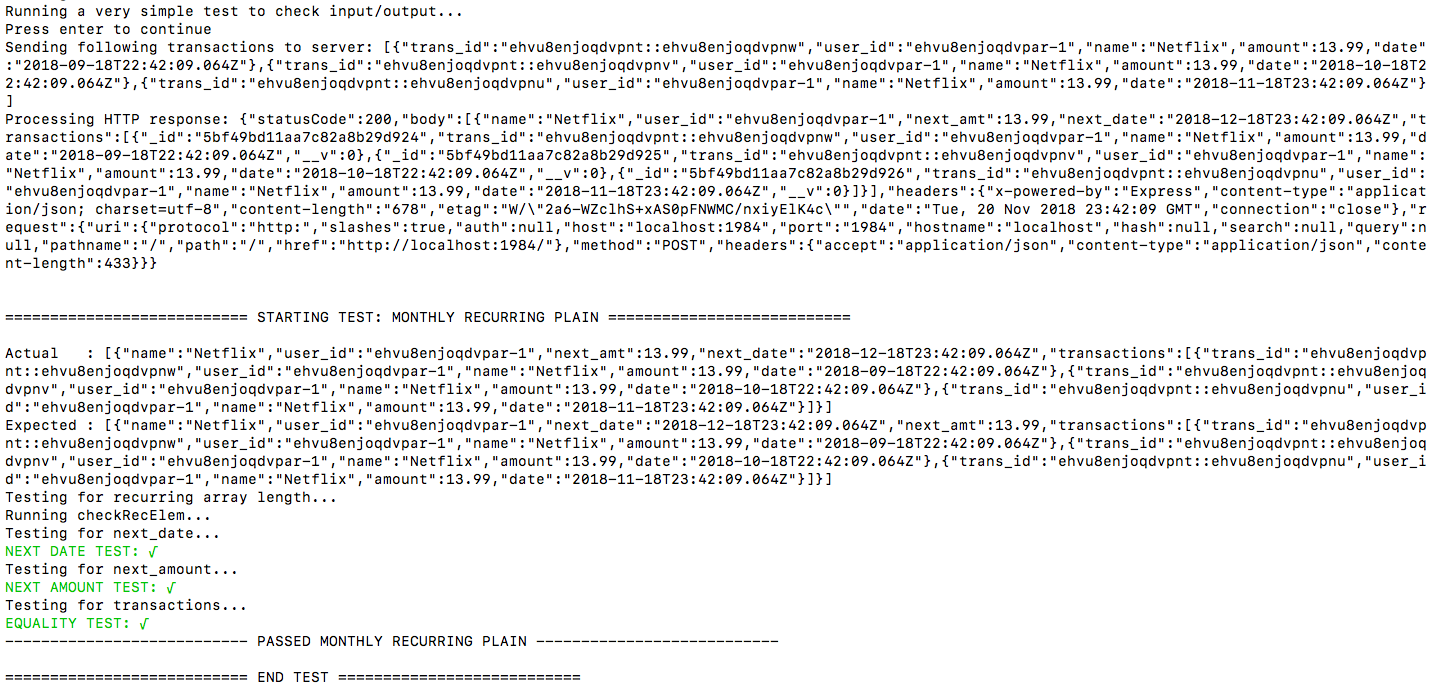 Running a very simple test to check input/output...
Press enter to continue
Sending following transactions to server: [{"trans_id":"ehvu8enjoqdvpnt::ehvu8enjoqdvpnw","user_id":"ehvu8enjoqdvpar-1","name":"Netflix","amount":13.99,"date"
:"2018-09-18T22:42:09.064Z"},{"trans_id":"ehvu8enjoqdvpnt::ehvu8enjoqdvpnv","user_id":"ehvu8enjoqdvpar-1","name":"Netflix","amount":13.99,"date":"2018-10-18T2
2:42:09.064Z"},{"trans_id":"ehvu8enjoqdvpnt::ehvu8enjoqdvpnu","user_id":"ehvu8enjoqdvpar-1","name":"Netflix","amount":13.99,"date":"2018-11-18T23:42:09.064Z"}
]
Processing HTTP response: {"statusCode":200,"body":[{"name":"Netflix","user_id":"ehvu8enjoqdvpar-1","next_amt":13.99,"next_date":"2018-12-18T23:42:09.064Z","t
ransactions":[{"_id":"5bf49bd11aa7c82a8b29d924","trans_id":"ehvu8enjoqdvpnt::ehvu8enjoqdvpnw","user_id":"ehvu8enjoqdvpar-1","name":"Netflix","amount":13.99,"d
ate":"2018-09-18T22:42:09.064Z","__v":0},{"_id":"5bf49bd11aa7c82a8b29d925","trans_id":"ehvu8enjoqdvpnt::ehvu8enjoqdvpnv","user_id":"ehvu8enjoqdvpar-1","name":
"Netflix","amount":13.99,"date":"2018-10-18T22:42:09.064Z","__v":0},{"_id":"5bf49bd11aa7c82a8b29d926","trans_id":"ehvu8enjoqdvpnt::ehvu8enjoqdvpnu","user_id":
"ehvu8enjoqdvpar-1","name":"Netflix","amount":13.99,"date":"2018-11-18T23:42:09.064Z","__v":0}]}],"headers":{"x-powered-by":"Express","content-type":"applicat
ion/json; charset=utf-8","content-length":"678","etag":"W/\"2a6-WZclhS+xAS0pFNWMC/nxiyElK4c\"","date":"Tue, 20 Nov 2018 23:42:09 GMT","connection":"close"},"r
equest":{"uri":{"protocol":"http:","slashes":true,"auth":null,"host":"localhost:1984","port":"1984","hostname":"localhost","hash":null,"search":null,"query":n
ull,"pathname":"/","path":"/","href":"http://localhost:1984/"},"method":"POST","headers":{"accept":"application/json","content-type":"application/json","conte
nt-length":433}}}
=========================== STARTING TEST: MONTHLY RECURRING PLAIN ===========================
Actual   : [{"name":"Netflix","user_id":"ehvu8enjoqdvpar-1","next_amt":13.99,"next_date":"2018-12-18T23:42:09.064Z","transactions":[{"trans_id":"ehvu8enjoqdvp
nt::ehvu8enjoqdvpnw","user_id":"ehvu8enjoqdvpar-1","name":"Netflix","amount":13.99,"date":"2018-09-18T22:42:09.064Z"},{"trans_id":"ehvu8enjoqdvpnt::ehvu8enjoq
dvpnv","user_id":"ehvu8enjoqdvpar-1","name":"Netflix","amount":13.99,"date":"2018-10-18T22:42:09.064Z"},{"trans_id":"ehvu8enjoqdvpnt::ehvu8enjoqdvpnu","user_i
d":"ehvu8enjoqdvpar-1","name":"Netflix","amount":13.99,"date":"2018-11-18T23:42:09.064Z"}]}]
Expected : [{"name":"Netflix","user_id":"ehvu8enjoqdvpar-1","next_date":"2018-12-18T23:42:09.064Z","next_amt":13.99,"transactions":[{"trans_id":"ehvu8enjoqdvp
nt::ehvu8enjoqdvpnw","user_id":"ehvu8enjoqdvpar-1","name":"Netflix","amount":13.99,"date":"2018-09-18T22:42:09.064Z"},{"trans_id":"ehvu8enjoqdvpnt::ehvu8enjoq
dvpnv","user_id":"ehvu8enjoqdvpar-1","name":"Netflix","amount":13.99,"date":"2018-10-18T22:42:09.064Z"},{"trans_id":"ehvu8enjoqdvpnt::ehvu8enjoqdvpnu","user_i
d":"ehvu8enjoqdvpar-1","name":"Netflix","amount":13.99,"date":"2018-11-18T23:42:09.064Z"}]}]
Testing for recurring array length...
Running checkRecElem...
Testing for next_date...
NEXT DATE TEST: √
Testing for next_amount...
NEXT AMOUNT TEST: √
Testing for transactions...
EQUALITY TEST: √
--------------------------- PASSED MONTHLY RECURRING PLAIN ---------------------------
=========================== END TEST ===========================